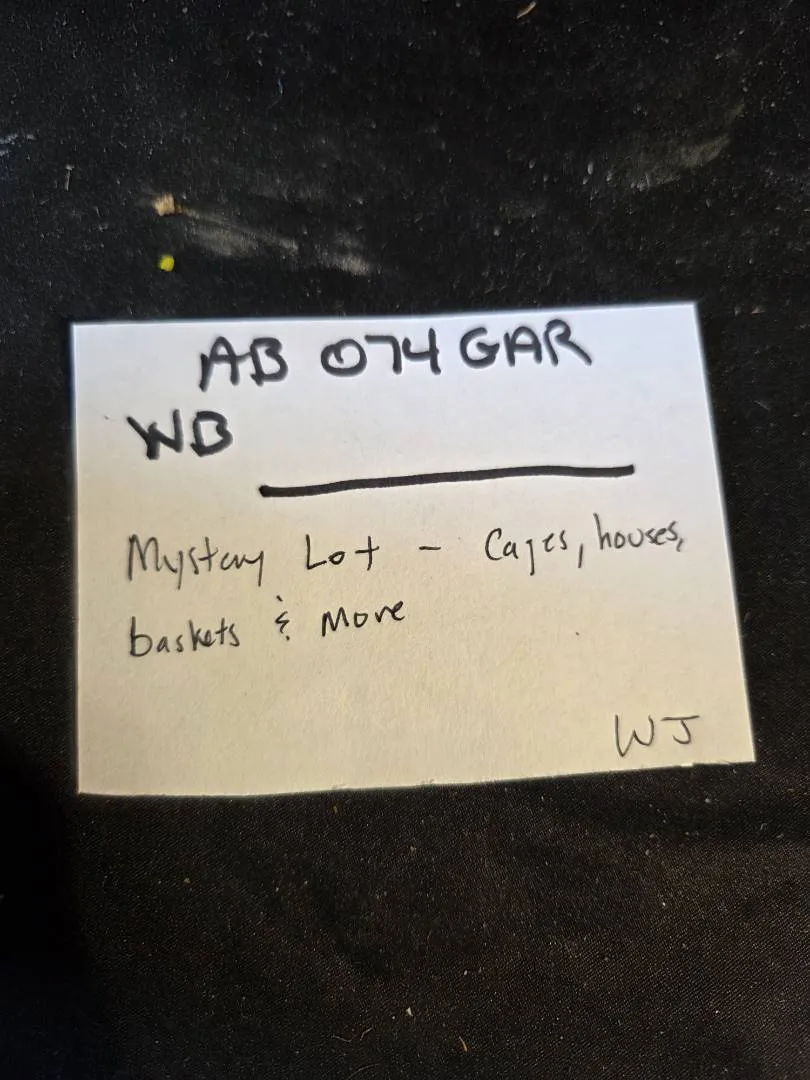 AB 074 GAR
WB
Mystery Lot - Cages, houses,
baskets & More
WJ